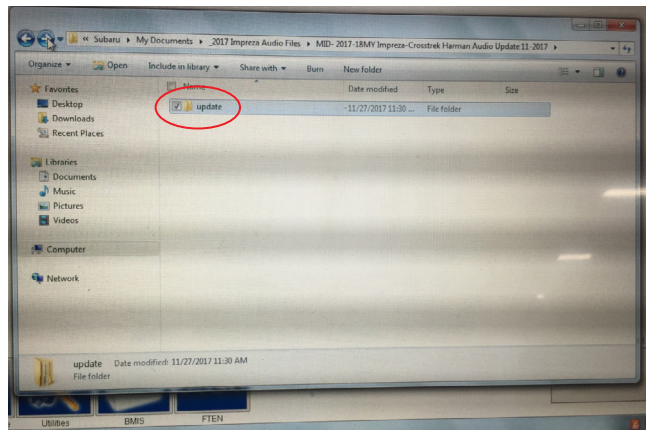 « Subaru ▸ My Documents ▸ _2017 Impreza Audio Files ▸ MID- 2017-18MY Impreza-Crosstrek Harman Audio Update 11-2017 ▸
Organize Open Include in library Share with Burn New folder
Name Date modified Type Size
update -11/27/2017 11:30 ... File folder
Favorites
Desktop
Downloads
Recent Places
Libraries
Documents
Music
Pictures
Videos
Computer
Network
update Date modified: 11/27/2017 11:30 AM
File folder
Utilities BMIS FTEN